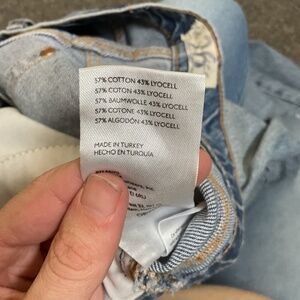 57% COTTON 43% LYOCELL
57% COTON 43% LYOCELL
57% BAUMWOLLE 43% LYOCELL
57% COTONE 43% LYOCELL
57% ALGODÓN 43% LYOCELL
MADE IN TURKEY
HECHO EN TURQUÍA